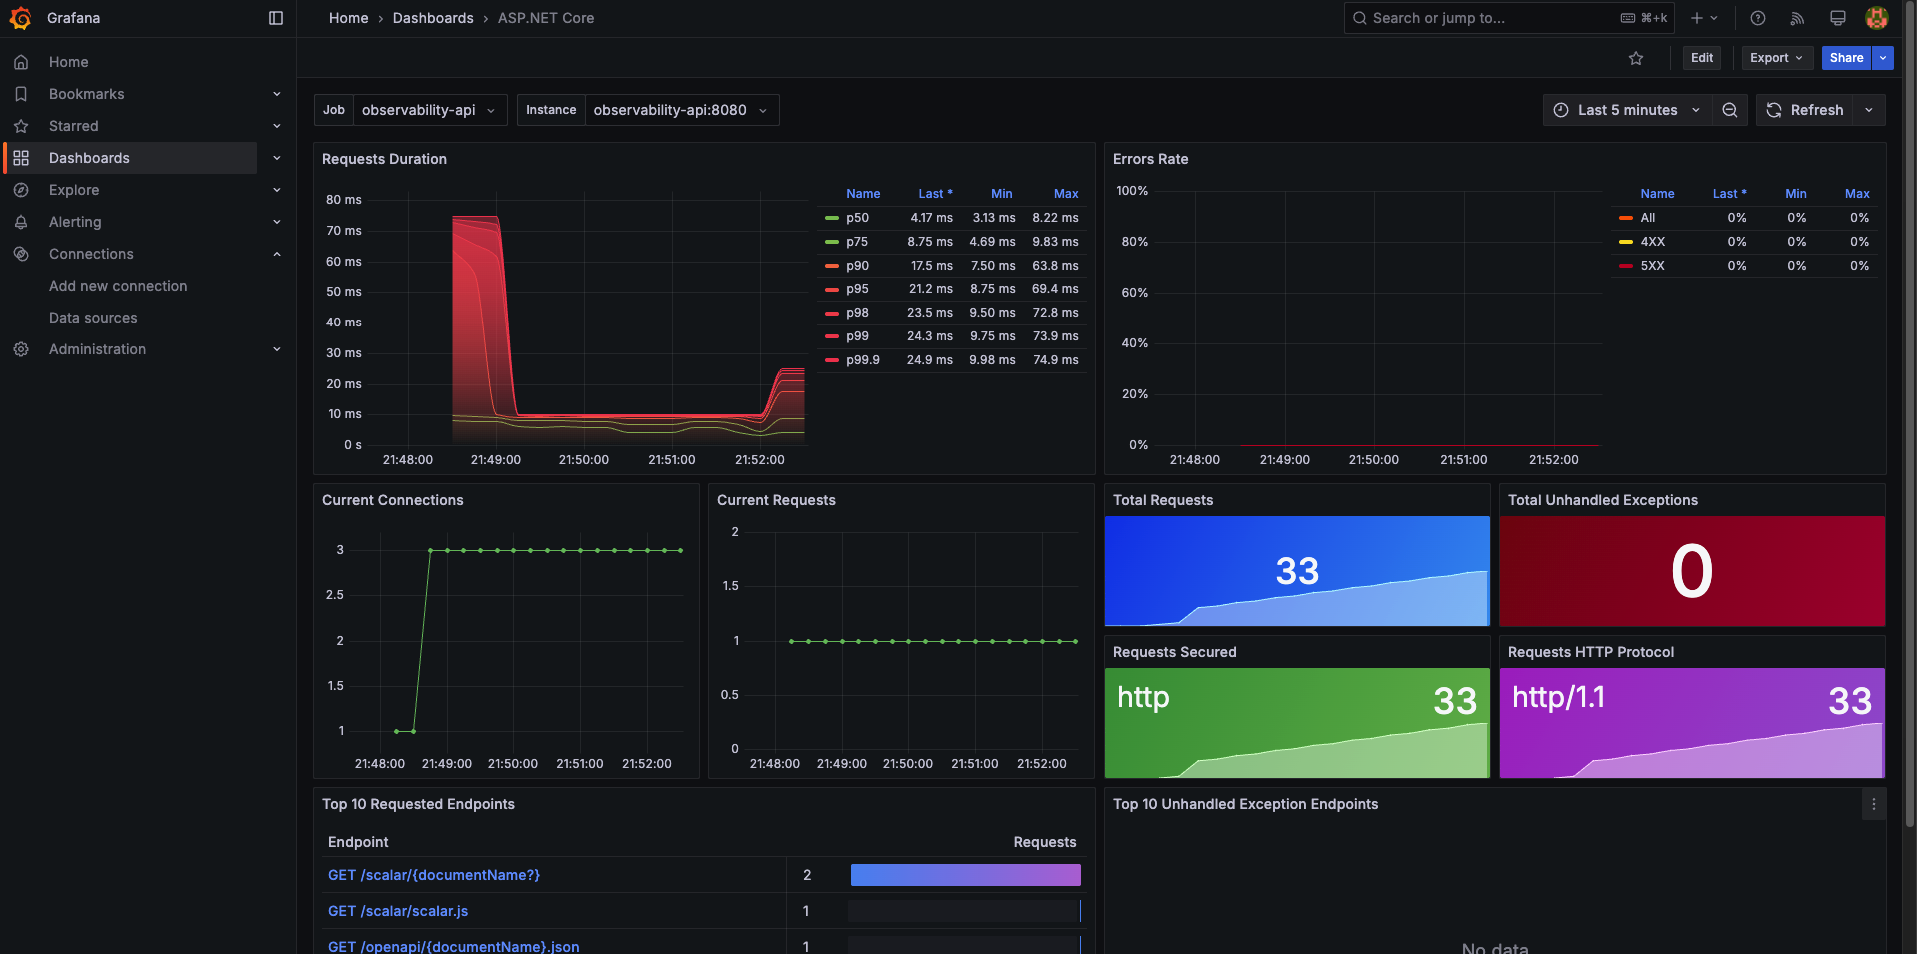 Grafana
Home › Dashboards › ASP.NET Core
Search or jump to...
⌘+k
Home
Bookmarks
Starred
Dashboards
Explore
Alerting
Connections
Add new connection
Data sources
Administration
Edit
Export
Share
Job observability-api
Instance observability-api:8080
Last 5 minutes
Refresh
Requests Duration
80 ms
70 ms
60 ms
50 ms
40 ms
30 ms
20 ms
10 ms
0 s
21:48:00 21:49:00 21:50:00 21:51:00 21:52:00
Name Last * Min Max
p50 4.17 ms 3.13 ms 8.22 ms
p75 8.75 ms 4.69 ms 9.83 ms
p90 17.5 ms 7.50 ms 63.8 ms
p95 21.2 ms 8.75 ms 69.4 ms
p98 23.5 ms 9.50 ms 72.8 ms
p99 24.3 ms 9.75 ms 73.9 ms
p99.9 24.9 ms 9.98 ms 74.9 ms
Errors Rate
100%
80%
60%
40%
20%
0%
21:48:00 21:49:00 21:50:00 21:51:00 21:52:00
Name Last * Min Max
All 0% 0% 0%
4XX 0% 0% 0%
5XX 0% 0% 0%
Current Connections
3
2.5
2
1.5
1
21:48:00 21:49:00 21:50:00 21:51:00 21:52:00
Current Requests
2
1.5
1
0.5
0
21:48:00 21:49:00 21:50:00 21:51:00 21:52:00
Total Requests
33
Total Unhandled Exceptions
0
Requests Secured
http 33
Requests HTTP Protocol
http/1.1 33
Top 10 Requested Endpoints
Endpoint Requests
GET /scalar/{documentName?} 2
GET /scalar/scalar.js 1
GET /openapi/{documentName}.json 1
Top 10 Unhandled Exception Endpoints
No data